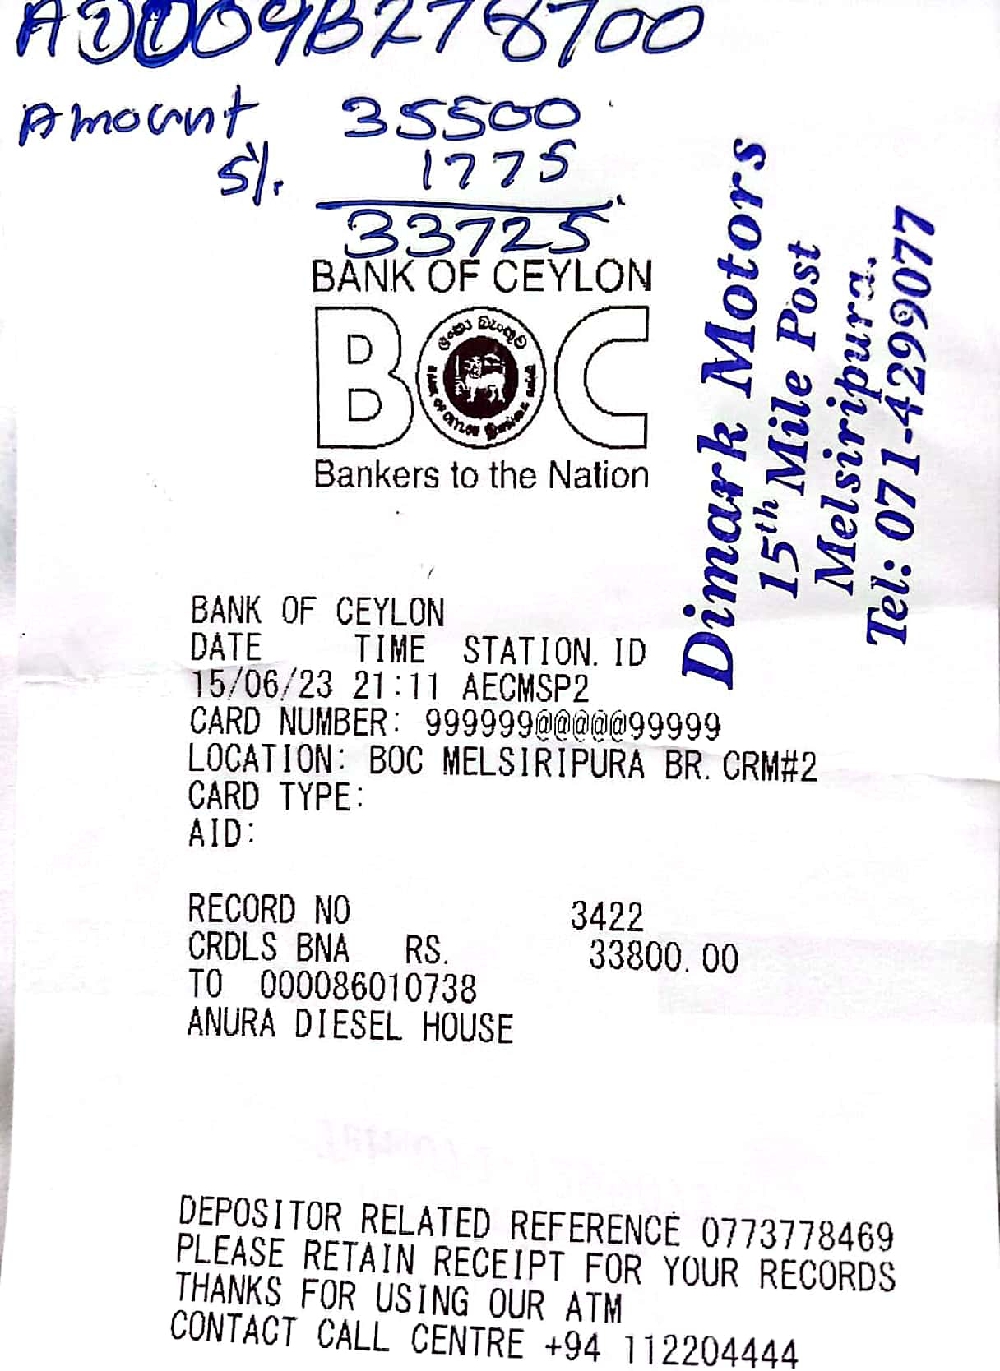 Amount 35500
5%. 1775
33725
BANK OF CEYLON
BOC
Bankers to the Nation
Dimark Motors
15th Mile Post
Melsiripura.
Tel: 071-4299077
BANK OF CEYLON
DATE TIME STATION. ID
15/06/23 21:11 AECMSP2
CARD NUMBER: 999999@@@@@99999
LOCATION: BOC MELSIRIPURA BR. CRM#2
CARD TYPE:
AID:
RECORD NO 3422
CRDLS BNA RS. 33800.00
TO 000086010738
ANURA DIESEL HOUSE
DEPOSITOR RELATED REFERENCE 0773778469
PLEASE RETAIN RECEIPT FOR YOUR RECORDS
THANKS FOR USING OUR ATM
CONTACT CALL CENTRE +94 112204444